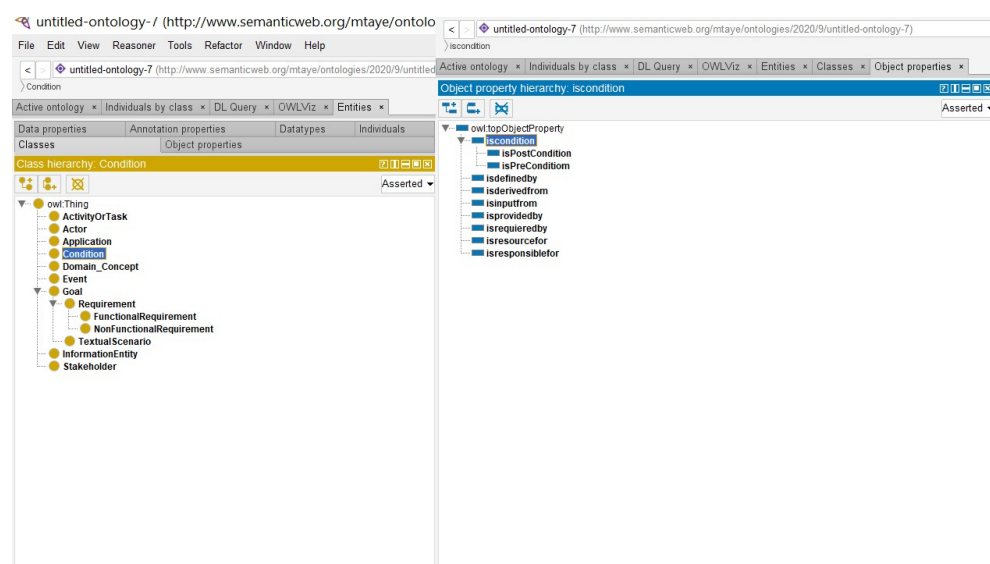 untitled-ontology-7 (http://www.semanticweb.org/mtaye/ontolo
File Edit View Reasoner Tools Refactor Window Help
< > untitled-ontology-7 (http://www.semanticweb.org/mtaye/ontologies/2020/9/untitled
Condition
Active ontology × Individuals by class × DL Query × OWLViz × Entities ×
Data properties Annotation properties Datatypes Individuals
Classes Object properties
Class hierarchy: Condition
Asserted
owl:Thing
ActivityOrTask
Actor
Application
Condition
Domain_Concept
Event
Goal
Requirement
FunctionalRequirement
NonFunctionalRequirement
TextualScenario
InformationEntity
Stakeholder
< > untitled-ontology-7 (http://www.semanticweb.org/mtaye/ontologies/2020/9/untitled-ontology-7)
iscondition
Active ontology × Individuals by class × DL Query × OWLViz × Entities × Classes × Object properties ×
Object property hierarchy: iscondition
Asserted
owl:topObjectProperty
iscondition
isPostCondition
isPreConditiom
isdefinedby
isderivedfrom
isinputfrom
isprovidedby
isrequieredby
isresourcefor
isresponsiblefor